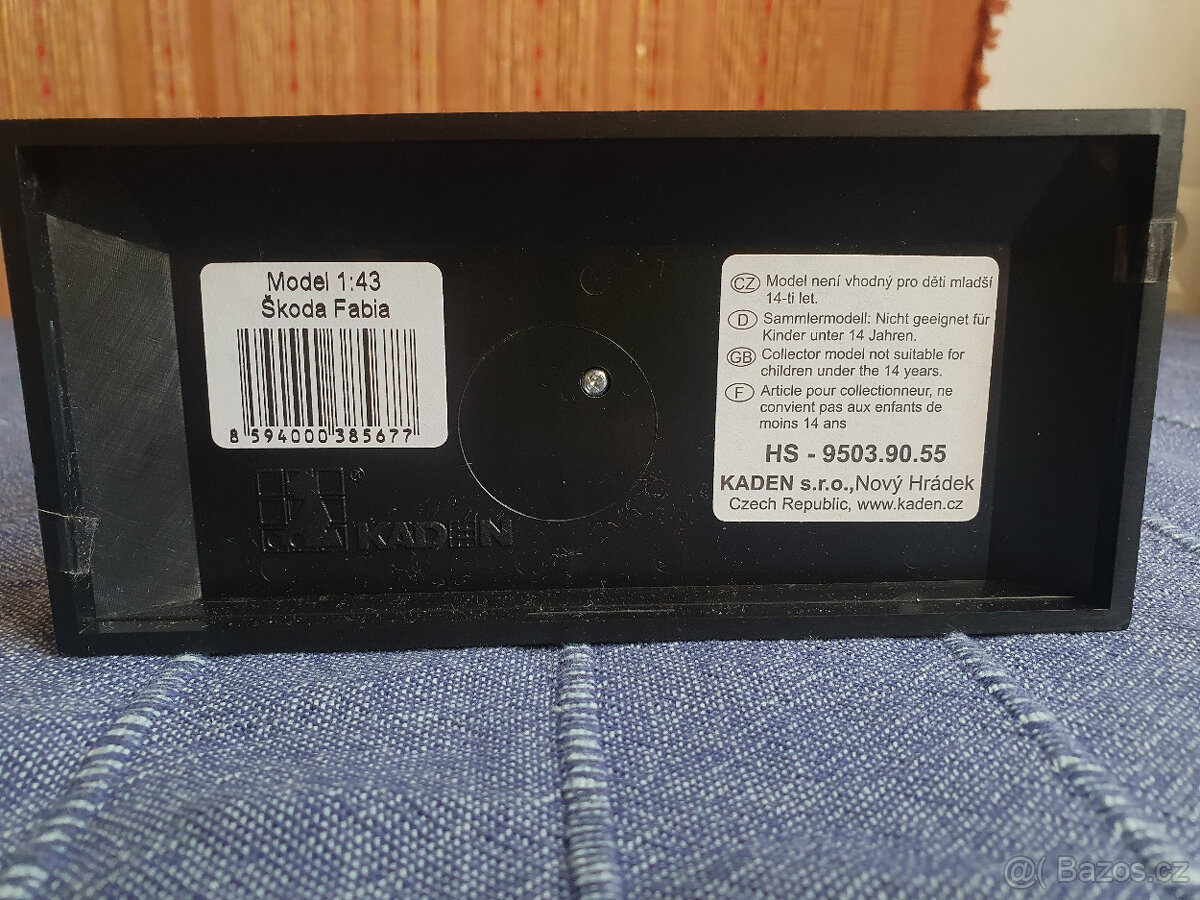 Model 1:43
Škoda Fabia
8 594000 385677
® KADEN
CZ Model není vhodný pro děti mladší
14-ti let.
D Sammlermodell: Nicht geeignet für
Kinder unter 14 Jahren.
GB Collector model not suitable for
children under the 14 years.
F Article pour collectionneur, ne
convient pas aux enfants de
moins 14 ans
HS - 9503.90.55
KADEN s.r.o.,Nový Hrádek
Czech Republic, www.kaden.cz
@( Bazos.cz